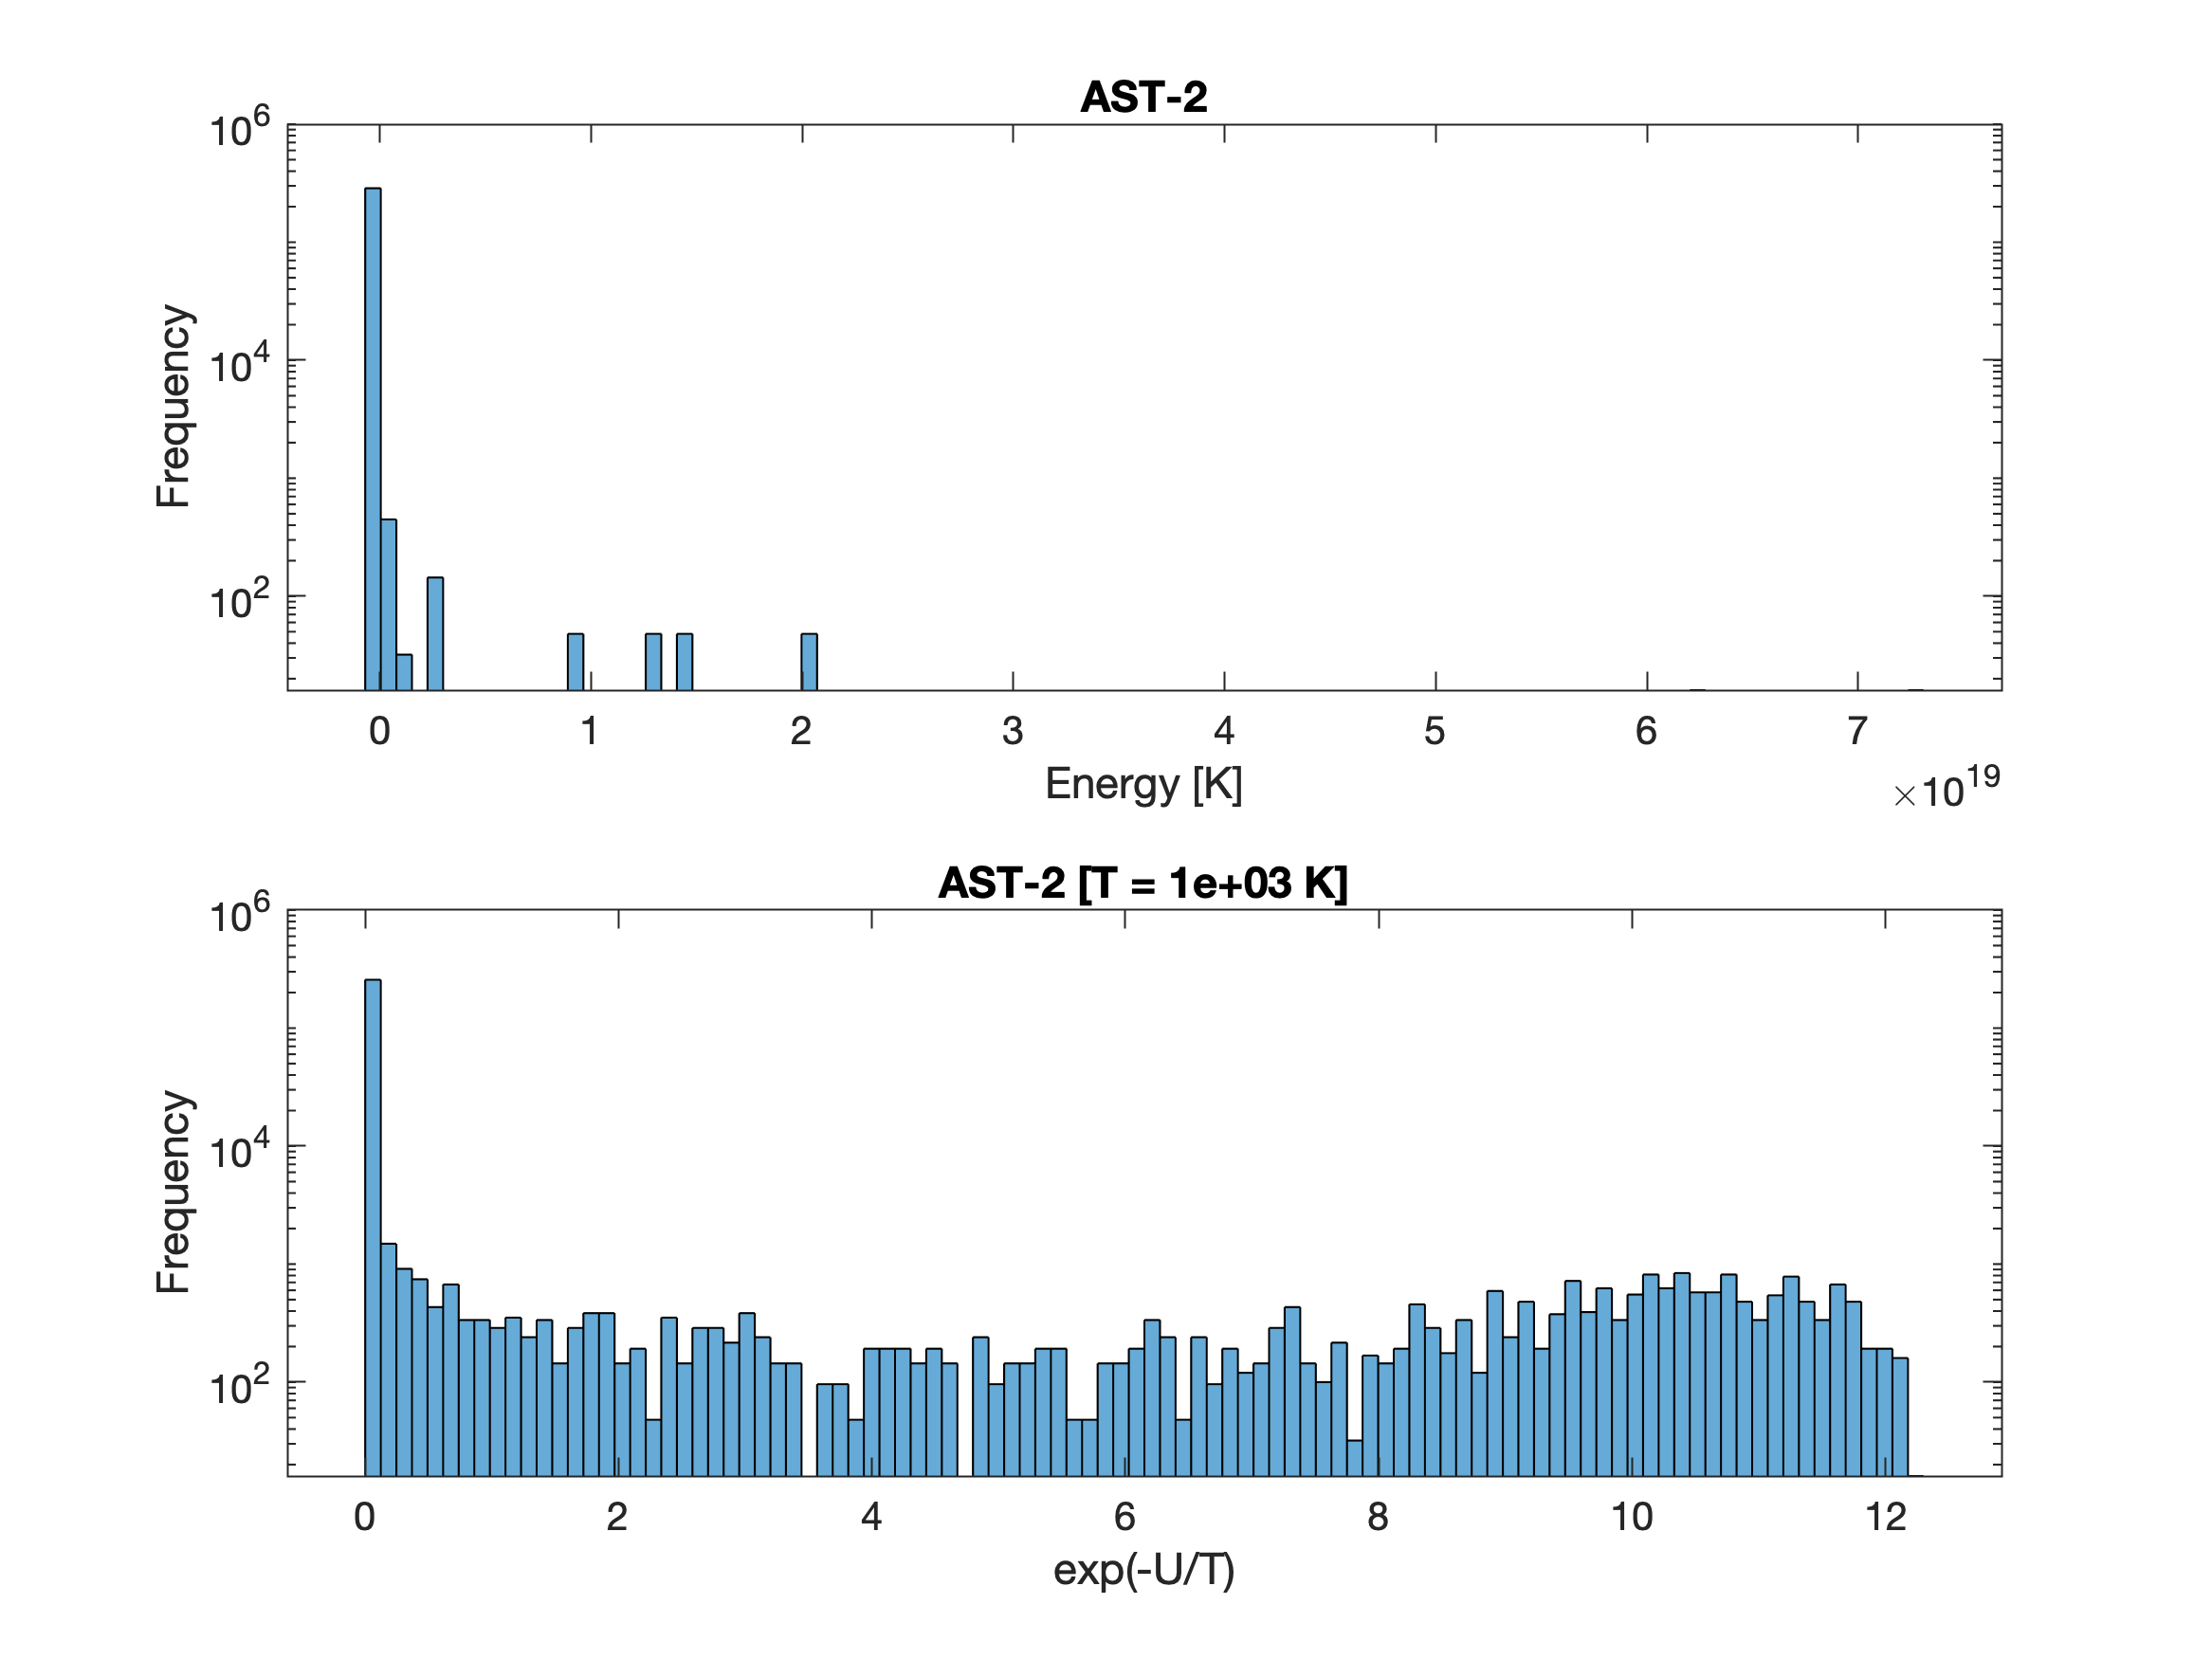 AST-2
10^6
10^4
10^2
Frequency
0 1 2 3 4 5 6 7
Energy [K]
×10^19
AST-2 [T = 1e+03 K]
10^6
10^4
10^2
Frequency
0 2 4 6 8 10 12
exp(-U/T)